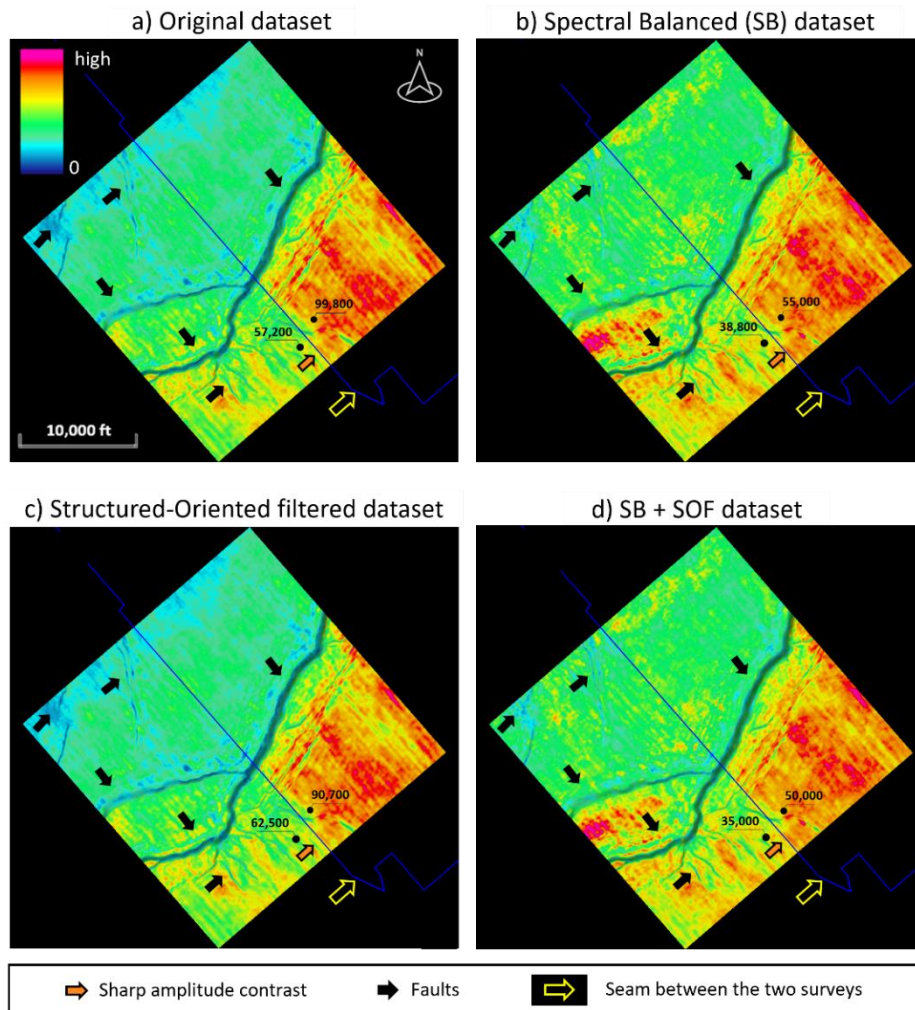 a) Original dataset
high
0
N
99,800
57,200
10,000 ft
b) Spectral Balanced (SB) dataset
55,000
38,800
c) Structured-Oriented filtered dataset
90,700
62,500
d) SB + SOF dataset
50,000
35,000
Sharp amplitude contrast
Faults
Seam between the two surveys